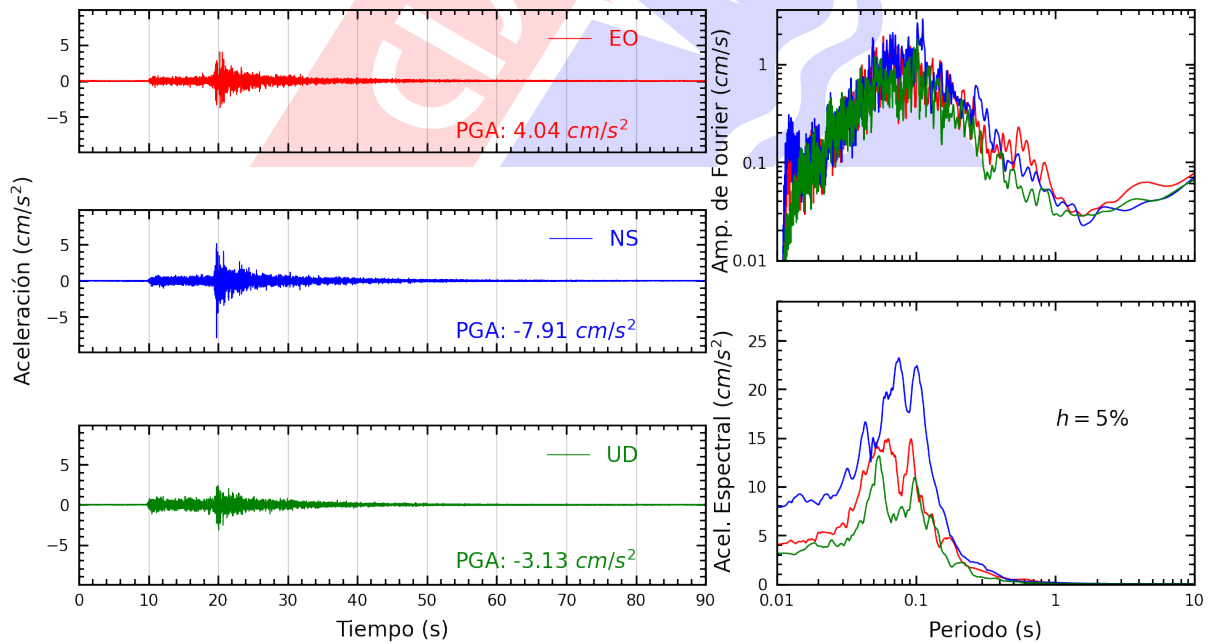 Aceleración (cm/s²)
5
0
−5
EO
PGA: 4.04 cm/s²
5
0
−5
NS
PGA: -7.91 cm/s²
5
0
−5
UD
PGA: -3.13 cm/s²
0 10 20 30 40 50 60 70 80 90
Tiempo (s)
Amp. de Fourier (cm/s)
1
0.1
0.01
Acel. Espectral (cm/s²)
25
20
15
10
5
0
h = 5%
0.01 0.1 1 10
Periodo (s)